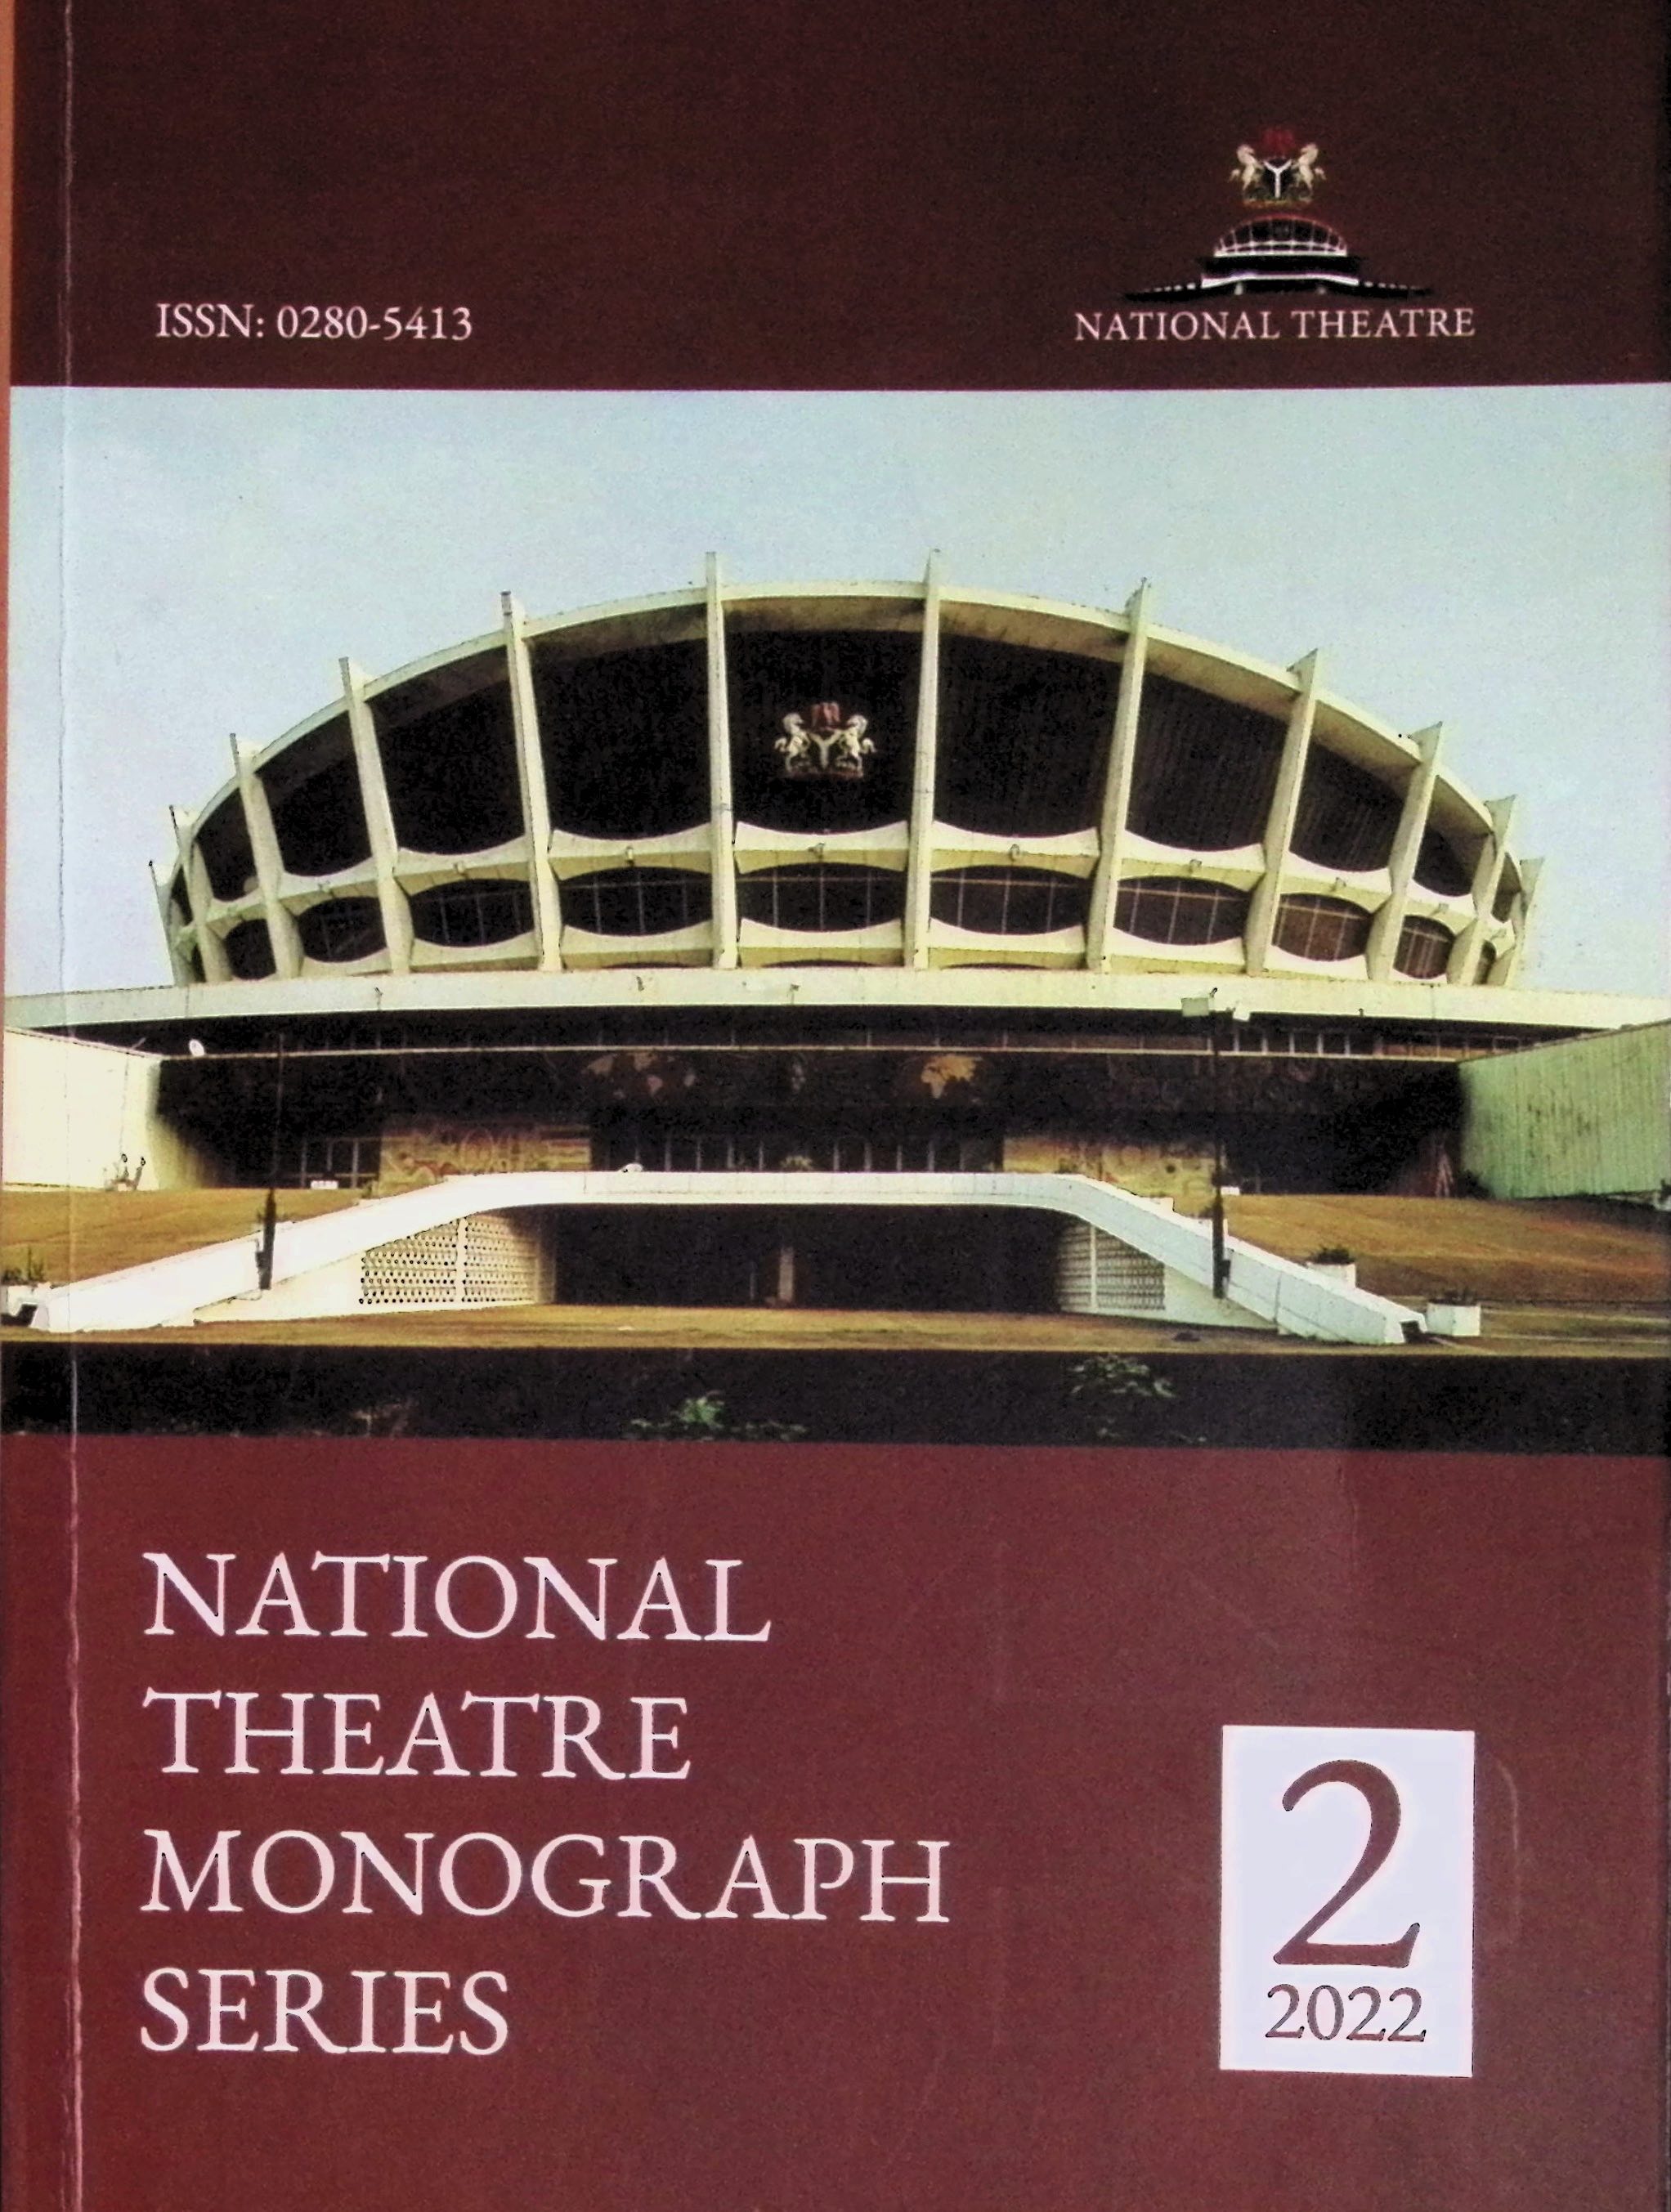 ISSN: 0280-5413
NATIONAL THEATRE
NATIONAL
THEATRE
MONOGRAPH
SERIES
2
2022